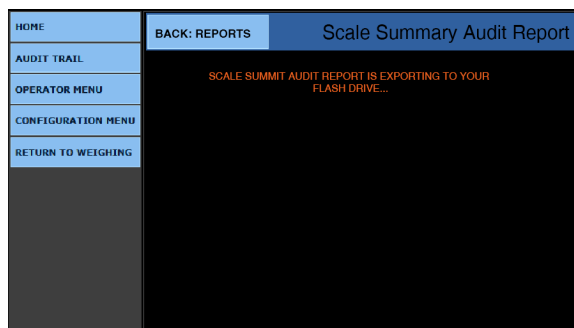 HOME
AUDIT TRAIL
OPERATOR MENU
CONFIGURATION MENU
RETURN TO WEIGHING
BACK: REPORTS
Scale Summary Audit Report
SCALE SUMMIT AUDIT REPORT IS EXPORTING TO YOUR
FLASH DRIVE...